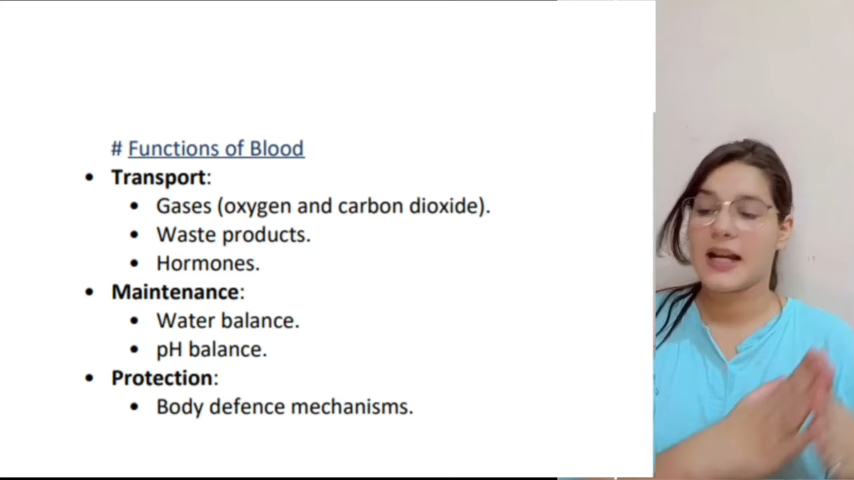 # Functions of Blood
• Transport:
• Gases (oxygen and carbon dioxide).
• Waste products.
• Hormones.
• Maintenance:
• Water balance.
• pH balance.
• Protection:
• Body defence mechanisms.